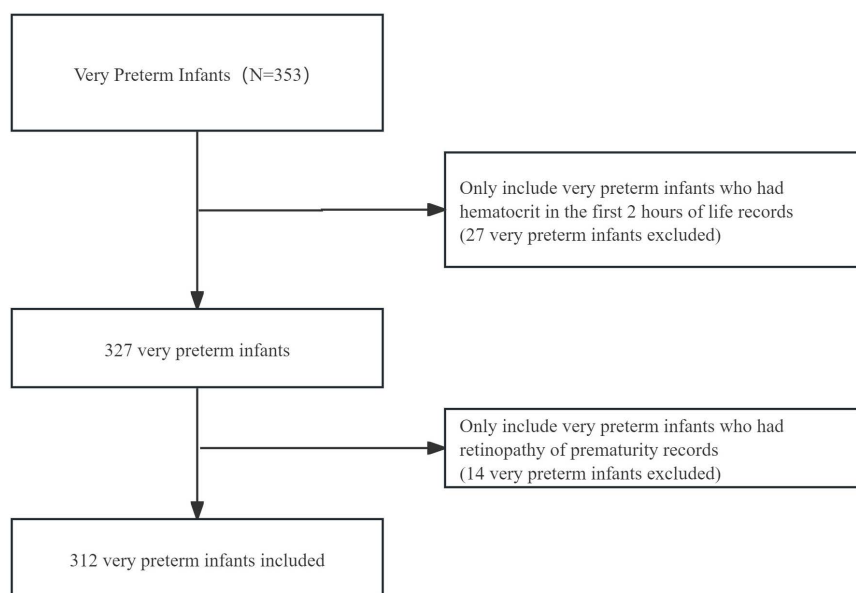 Very Preterm Infants（N=353）
Only include very preterm infants who had
hematocrit in the first 2 hours of life records
(27 very preterm infants excluded)
327 very preterm infants
Only include very preterm infants who had
retinopathy of prematurity records
(14 very preterm infants excluded)
312 very preterm infants included